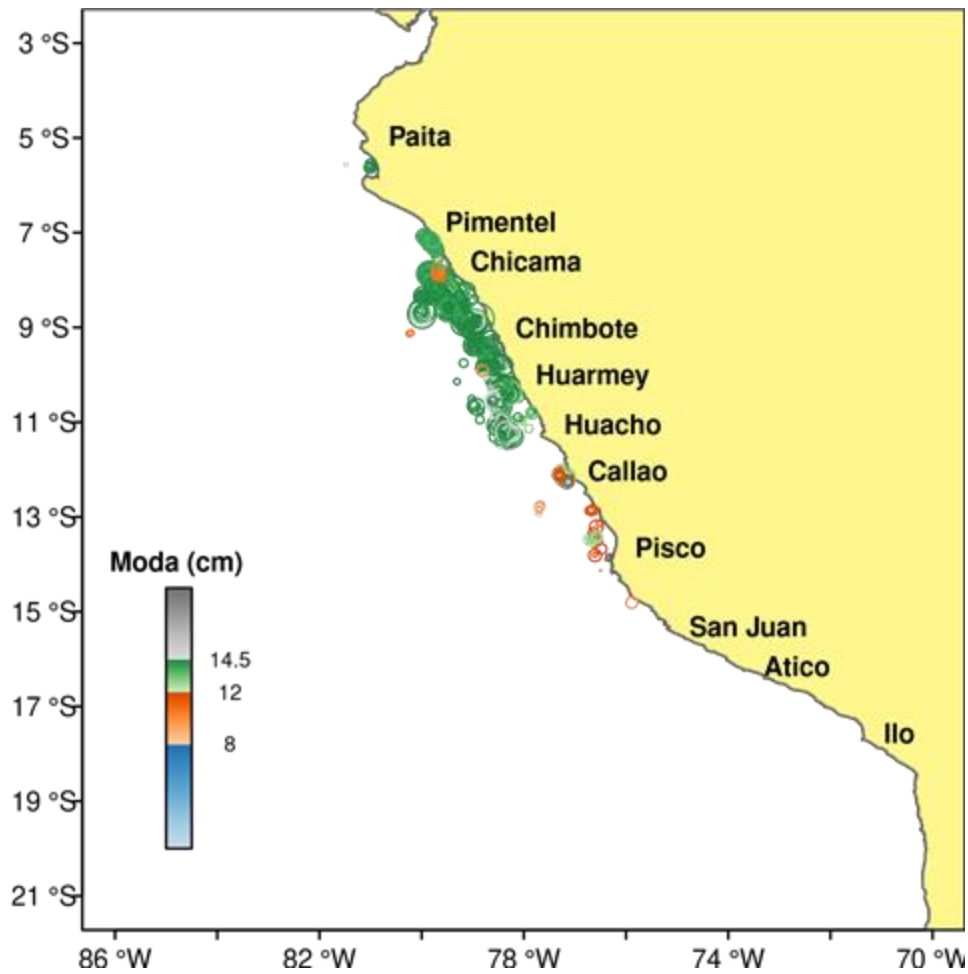 3 °S
5 °S
7 °S
9 °S
11 °S
13 °S
15 °S
17 °S
19 °S
21 °S
Paita
Pimentel
Chicama
Chimbote
Huarmey
Huacho
Callao
Pisco
San Juan
Atico
Ilo
Moda (cm)
14.5
12
8
86 °W
82 °W
78 °W
74 °W
70 °W